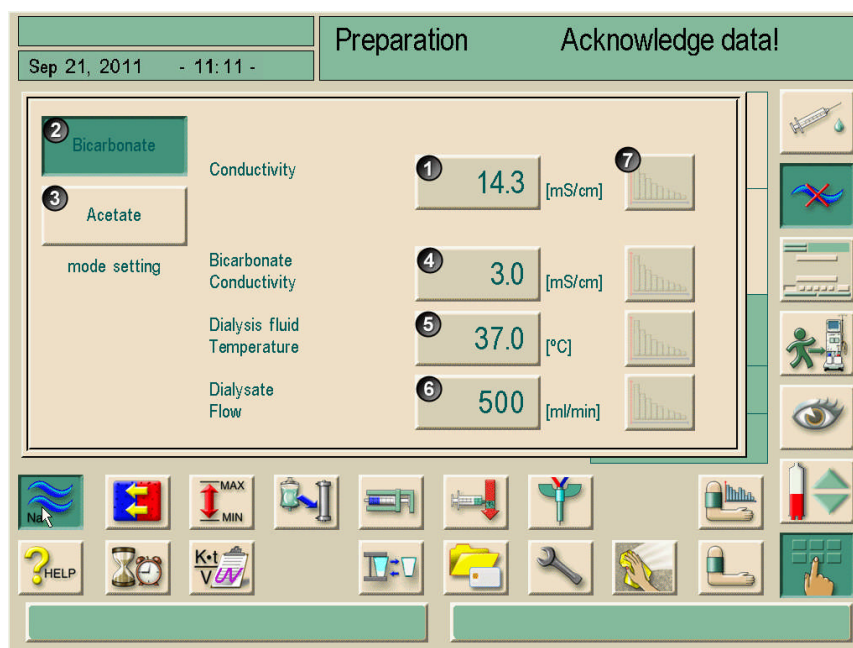 Preparation
Acknowledge data!
Sep 21, 2011 - 11:11 -
2
Bicarbonate
3
Acetate
mode setting
Conductivity
1
14.3
[mS/cm]
7
Bicarbonate
Conductivity
4
3.0
[mS/cm]
Dialysis fluid
Temperature
5
37.0
[ºC]
Dialysate
Flow
6
500
[ml/min]
Na
MAX
MIN
HELP
K•t
V
UV